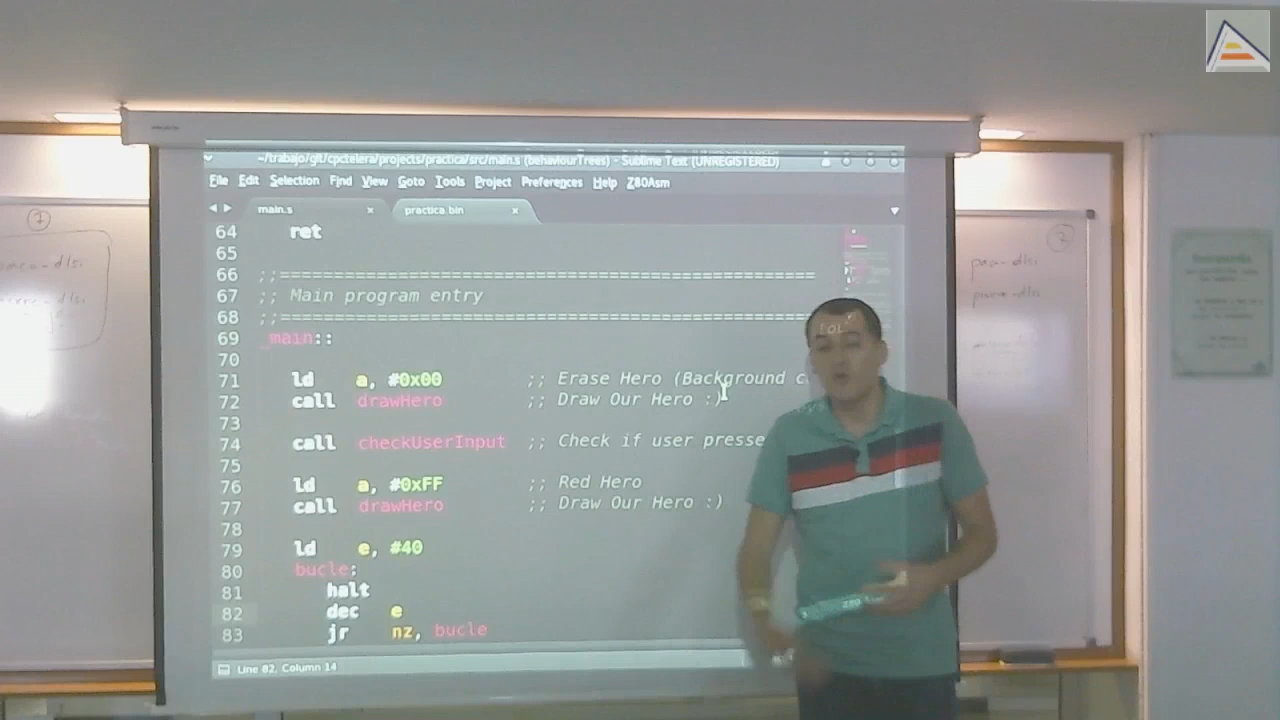 ~/trabajo/git/cpctelera/projects/practica/src/main.s (behaviourTrees) - Sublime Text (UNREGISTERED)
File Edit Selection Find View Goto Tools Project Preferences Help Z80Asm
main.s × practica.bin ×
64 ret
65
66 ;;==================================================
67 ;; Main program entry
68 ;;==================================================
69 _main::
70
71 ld a, #0x00 ;; Erase Hero (Background c
72 call drawHero ;; Draw Our Hero :)
73
74 call checkUserInput ;; Check if user presse
75
76 ld a, #0xFF ;; Red Hero
77 call drawHero ;; Draw Our Hero :)
78
79 ld e, #40
80 bucle:
81 halt
82 dec e
83 jr nz, bucle
Line 82, Column 14